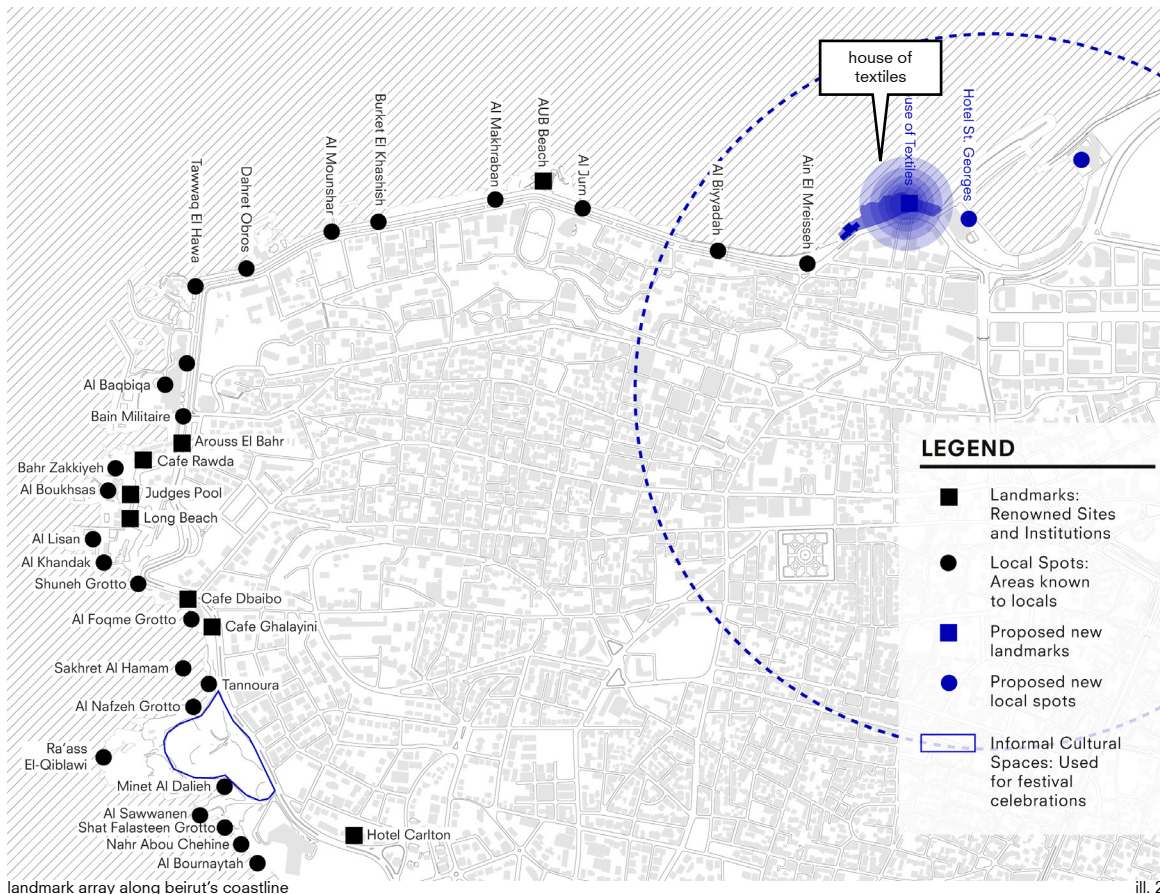 house of
textiles
House of Textiles
Hotel St. Georges
Burket El Khashish
Al Makhraban
AUB Beach
Al Mounshar
Al Jurn
Tawwaq El Hawa
Dahret Obros
Al Biyyadah
Ain El Mreisseh
Al Baqbiqa
Bain Militaire
Arouss El Bahr
Cafe Rawda
Bahr Zakkiyeh
Al Boukhsas
Judges Pool
Long Beach
Al Lisan
Al Khandak
Shuneh Grotto
Cafe Dbaibo
Al Foqme Grotto
Cafe Ghalayini
Sakhret Al Hamam
Tannoura
Al Nafzeh Grotto
Ra'ass
El-Qiblawi
Minet Al Dalieh
Al Sawwanen
Shat Falasteen Grotto
Nahr Abou Chehine
Al Bournaytah
Hotel Carlton
LEGEND
Landmarks:
Renowned Sites
and Institutions
Local Spots:
Areas known
to locals
Proposed new
landmarks
Proposed new
local spots
Informal Cultural
Spaces: Used
for festival
celebrations
landmark array along beirut's coastline
ill. 2